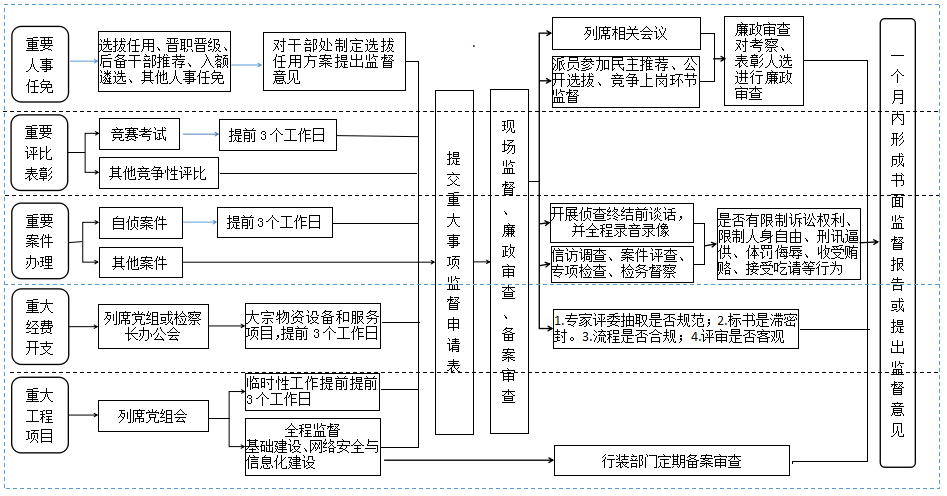 重要
人事
任免
选拔任用、晋职晋级、
后备干部推荐、入额
遴选、其他人事任免
对干部处制定选拔
任用方案提出监督
意见
重要
评比
表彰
竞赛考试
提前3个工作日
其他竞争性评比
重要
案件
办理
自侦案件
提前3个工作日
其他案件
重大
经费
开支
列席党组或检察
长办公会
大宗物资设备和服务
项目,提前3个工作日
重大
工程
项目
列席党组会
临时性工作提前提前
3个工作日
全程监督
基础建设、网络安全与
信息化建设
提交重大事项监督申请表
现场监督、廉政审查、备案审查
列席相关会议
派员参加民主推荐、公
开选拔、竞争上岗环节
监督
廉政审查
对考察、
表彰人选
进行廉政
审查
开展侦查终结前谈话,
并全程录音录像
信访调查、案件评查、
专项检查、检务督察
是否有限制诉讼权利、
限制人身自由、刑讯逼
供、体罚侮辱、收受贿
赂、接受吃请等行为
1.专家评委抽取是否规范；2.标书是滞密
封。3.流程是否合规；4.评审是否客观
行装部门定期备案审查
一个月内形成书面监督报告或提出监督意见